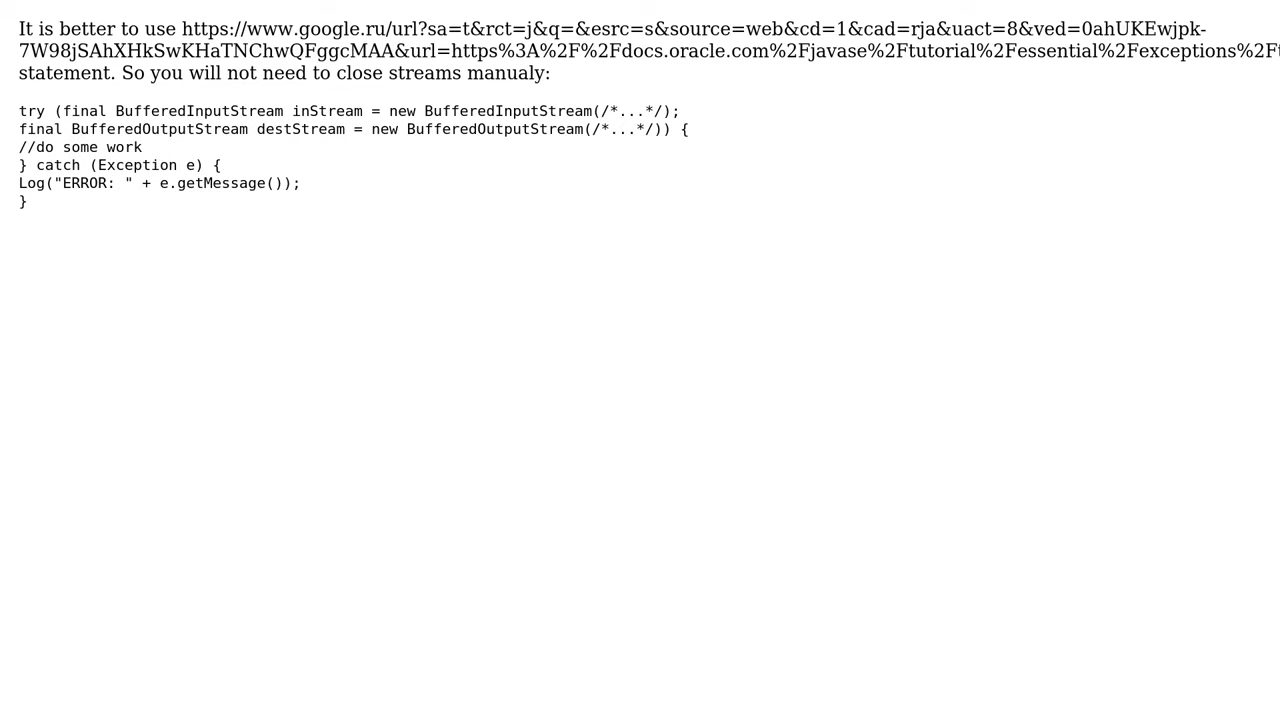 It is better to use https://www.google.ru/url?sa=t&rct=j&q=&esrc=s&source=web&cd=1&cad=rja&uact=8&ved=0ahUKEwjpk-
7W98jSAhXHkSwKHaTNChwQFggcMAA&url=https%3A%2F%2Fdocs.oracle.com%2Fjavase%2Ftutorial%2Fessential%2Fexceptions%2Ft
statement. So you will not need to close streams manualy:
try (final BufferedInputStream inStream = new BufferedInputStream(/*...*/);
final BufferedOutputStream destStream = new BufferedOutputStream(/*...*/)) {
//do some work
} catch (Exception e) {
Log("ERROR: " + e.getMessage());
}